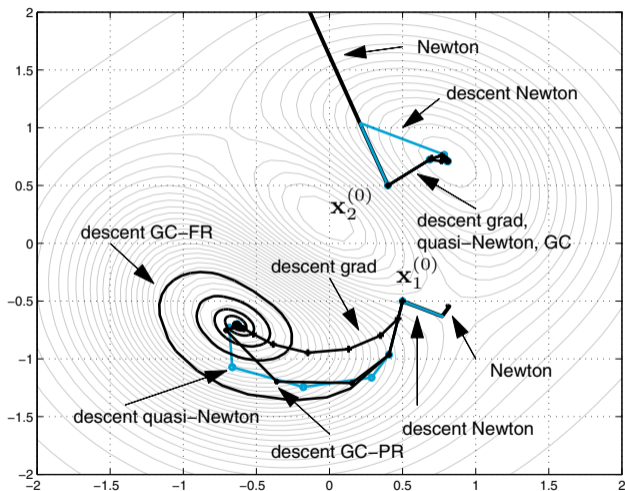 2
1.5
1
0.5
0
−0.5
−1
−1.5
−2
−2
−1.5
−1
−0.5
0
0.5
1
1.5
2
Newton
descent Newton
x₂⁽⁰⁾
descent grad,
quasi−Newton, GC
descent GC−FR
descent grad
x₁⁽⁰⁾
Newton
descent quasi−Newton
descent Newton
descent GC−PR